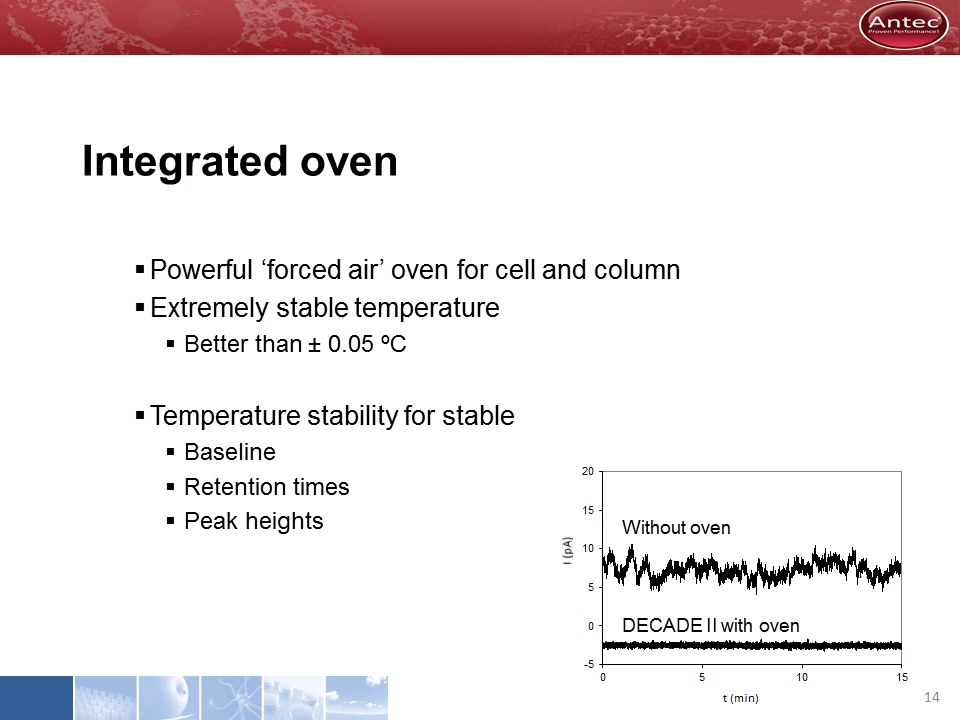 Antec
Proven Performance!
Integrated oven
▪ Powerful ‘forced air’ oven for cell and column
▪ Extremely stable temperature
▪ Better than ± 0.05 ºC
▪ Temperature stability for stable
▪ Baseline
▪ Retention times
▪ Peak heights
20
15
10
5
0
-5
I (pA)
Without oven
DECADE II with oven
0 5 10 15
t (min)
14